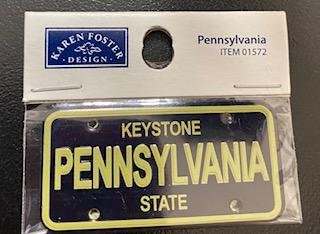 KAREN FOSTER
· DESIGN ·
Pennsylvania
ITEM 01572
KEYSTONE
PENNSYLVANIA
STATE